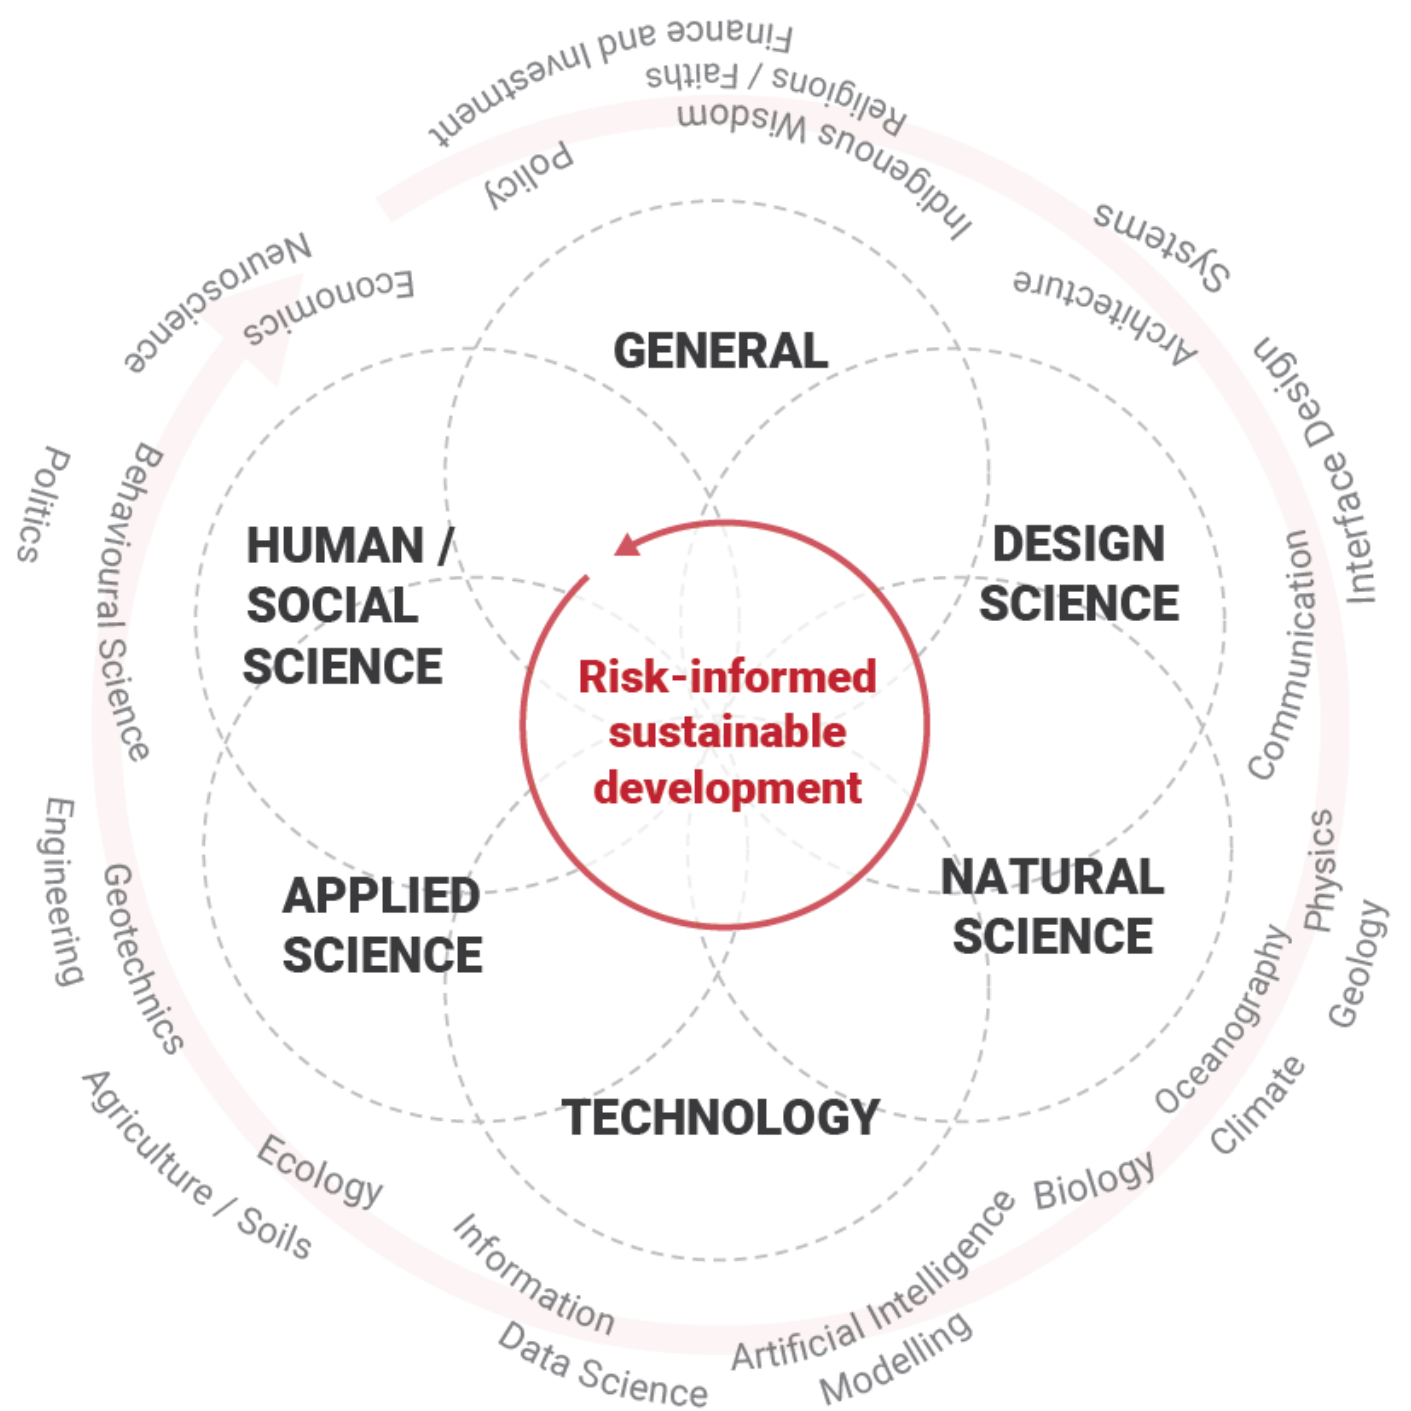 Finance and Investment
Religions / Faiths
Indigenous Wisdom
Policy
Systems
Architecture
Interface Design
Communication
Physics
Geology
Oceanography
Climate
Biology
Artificial Intelligence
Modelling
Information
Data Science
Ecology
Agriculture / Soils
Geotechnics
Engineering
Behavioural Science
Politics
Economics
Neuroscience
GENERAL
DESIGN
SCIENCE
NATURAL
SCIENCE
TECHNOLOGY
APPLIED
SCIENCE
HUMAN /
SOCIAL
SCIENCE
Risk-informed
sustainable
development